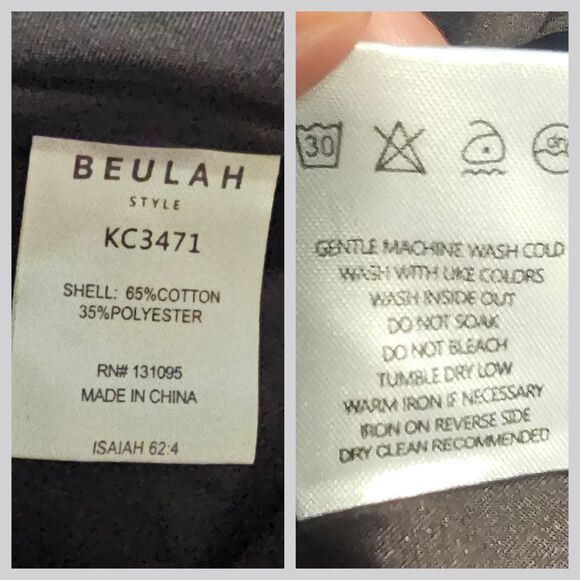 BEULAH
STYLE
KC3471
SHELL: 65%COTTON
35%POLYESTER
RN# 131095
MADE IN CHINA
ISAIAH 62:4
30
GENTLE MACHINE WASH COLD
WASH WITH LIKE COLORS
WASH INSIDE OUT
DO NOT SOAK
DO NOT BLEACH
TUMBLE DRY LOW
WARM IRON IF NECESSARY
IRON ON REVERSE SIDE
DRY CLEAN RECOMMENDED